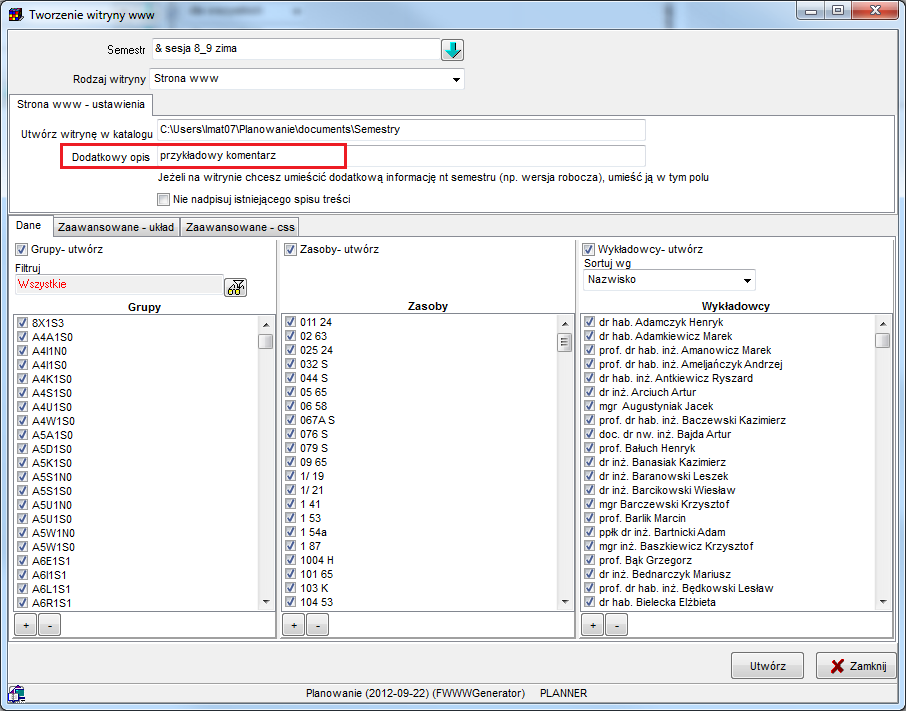 Tworzenie witryny www
Semestr & sesja 8_9 zima
Rodzaj witryny Strona www
Strona www - ustawienia
Utwórz witrynę w katalogu C:\Users\lmat07\Planowanie\documents\Semestry
Dodatkowy opis przykładowy komentarz
Jeżeli na witrynie chcesz umieścić dodatkową informację nt semestru (np. wersja robocza), umieść ją w tym polu
Nie nadpisuj istniejącego spisu treści
Dane Zaawansowane - układ Zaawansowane - css
Grupy- utwórz
Filtruj
Wszystkie
Grupy
8X1S3
A4A1S0
A4I1N0
A4I1S0
A4K1S0
A4S1S0
A4U1S0
A4W1S0
A5A1S0
A5D1S0
A5K1S0
A5S1N0
A5S1S0
A5U1N0
A5U1S0
A5W1N0
A5W1S0
A6E1S1
A6I1S1
A6L1S1
A6R1S1
+ -
Zasoby- utwórz
Zasoby
011 24
02 63
025 24
032 S
044 S
05 65
06 58
067A S
076 S
079 S
09 65
1/ 19
1/ 21
1 41
1 53
1 54a
1 87
1004 H
101 65
103 K
104 53
+ -
Wykładowcy- utwórz
Sortuj wg
Nazwisko
Wykładowcy
dr hab. Adamczyk Henryk
dr hab. Adamkiewicz Marek
prof. dr hab. inż. Amanowicz Marek
prof. dr hab. inż. Ameljańczyk Andrzej
dr hab. inż. Antkiewicz Ryszard
dr inż. Arciuch Artur
mgr Augustyniak Jacek
prof. dr hab. inż. Baczewski Kazimierz
doc. dr nw. inż. Bajda Artur
prof. Bałuch Henryk
dr inż. Banasiak Kazimierz
dr inż. Baranowski Leszek
dr inż. Barcikowski Wiesław
mgr Barczewski Krzysztof
prof. Barlik Marcin
ppłk dr inż. Bartnicki Adam
mgr inż. Baszkiewicz Krzysztof
prof. Bąk Grzegorz
dr inż. Bednarczyk Mariusz
prof. dr hab. inż. Będkowski Lesław
dr hab. Bielecka Elżbieta
+ -
Utwórz Zamknij
Planowanie (2012-09-22) (FWWWGenerator) PLANNER